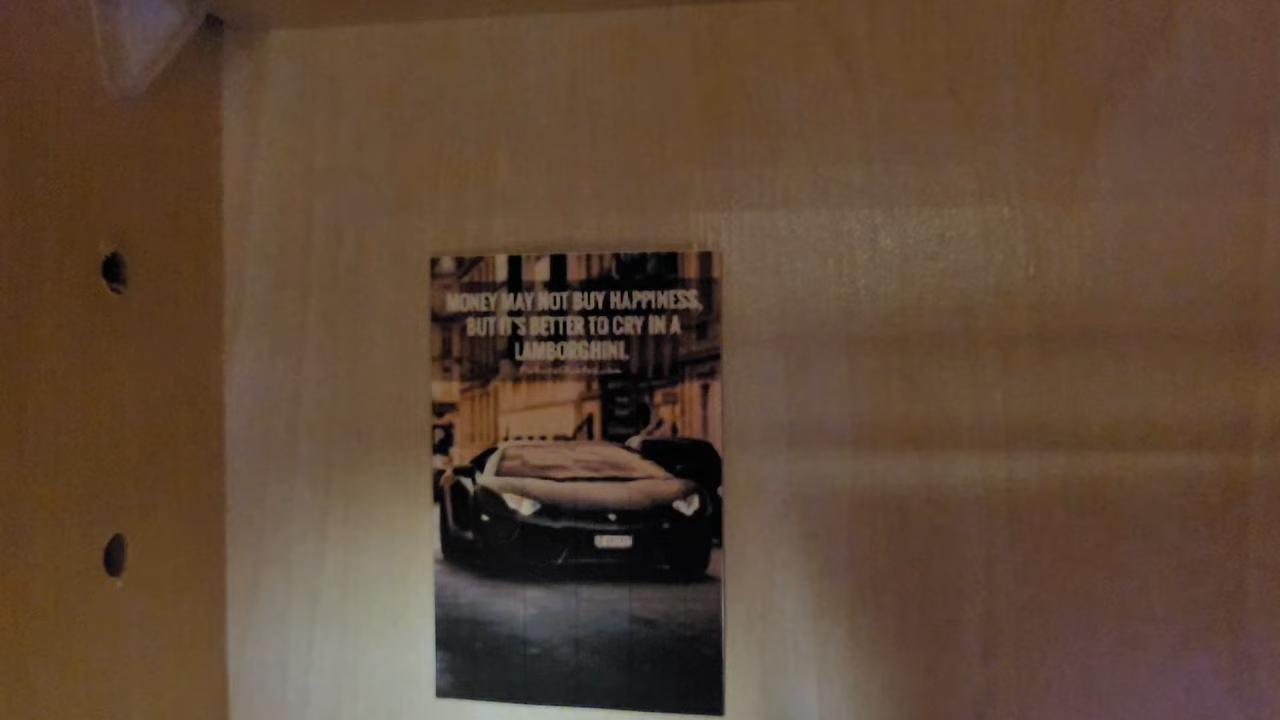 MONEY MAY NOT BUY HAPPINESS,
BUT IT'S BETTER TO CRY IN A
LAMBORGHINI.